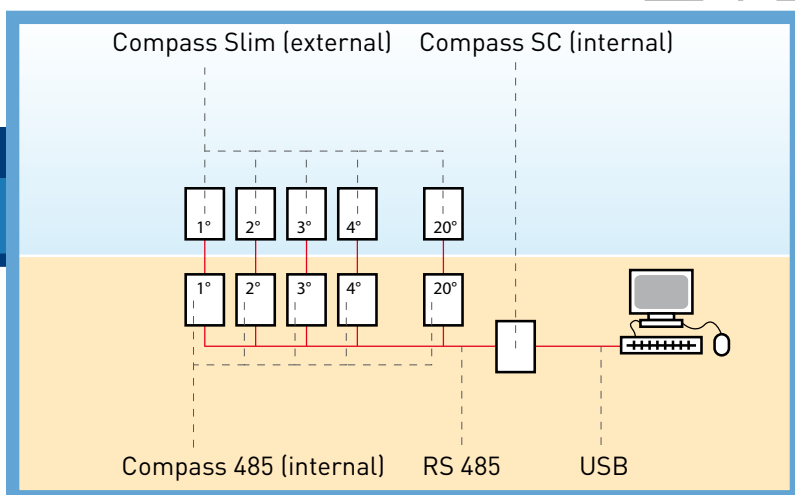 Compass Slim (external) Compass SC (internal)
1° 2° 3° 4° 20°
1° 2° 3° 4° 20°
Compass 485 (internal) RS 485 USB